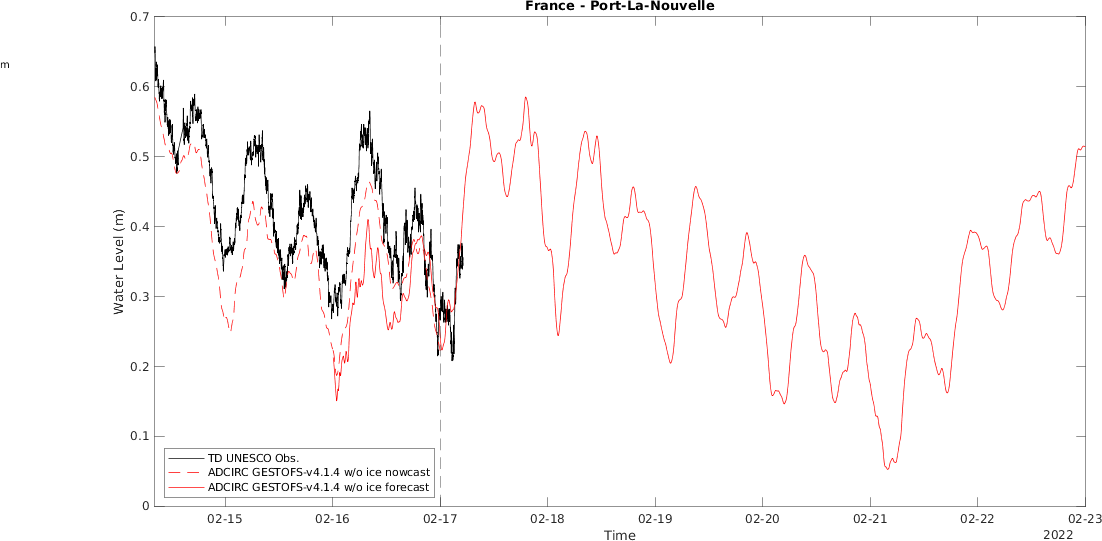 France - Port-La-Nouvelle
m
0.7
0.6
0.5
0.4
0.3
0.2
0.1
0
Water Level (m)
TD UNESCO Obs.
ADCIRC GESTOFS-v4.1.4 w/o ice nowcast
ADCIRC GESTOFS-v4.1.4 w/o ice forecast
02-15 02-16 02-17 02-18 02-19 02-20 02-21 02-22 02-23
Time
2022